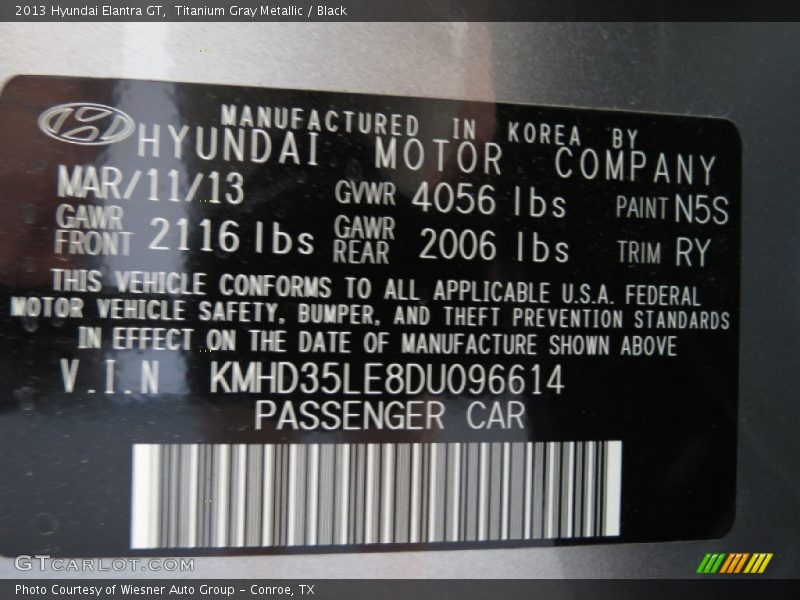 2013 Hyundai Elantra GT,  Titanium Gray Metallic / Black
MANUFACTURED IN KOREA BY
HYUNDAI MOTOR COMPANY
MAR/11/13 GVWR 4056 lbs PAINT N5S
GAWR FRONT 2116 lbs GAWR REAR 2006 lbs TRIM RY
THIS VEHICLE CONFORMS TO ALL APPLICABLE U.S.A. FEDERAL
MOTOR VEHICLE SAFETY, BUMPER, AND THEFT PREVENTION STANDARDS
IN EFFECT ON THE DATE OF MANUFACTURE SHOWN ABOVE
V.I.N KMHD35LE8DU096614
PASSENGER CAR
GTCARLOT.COM
Photo Courtesy of Wiesner Auto Group - Conroe, TX